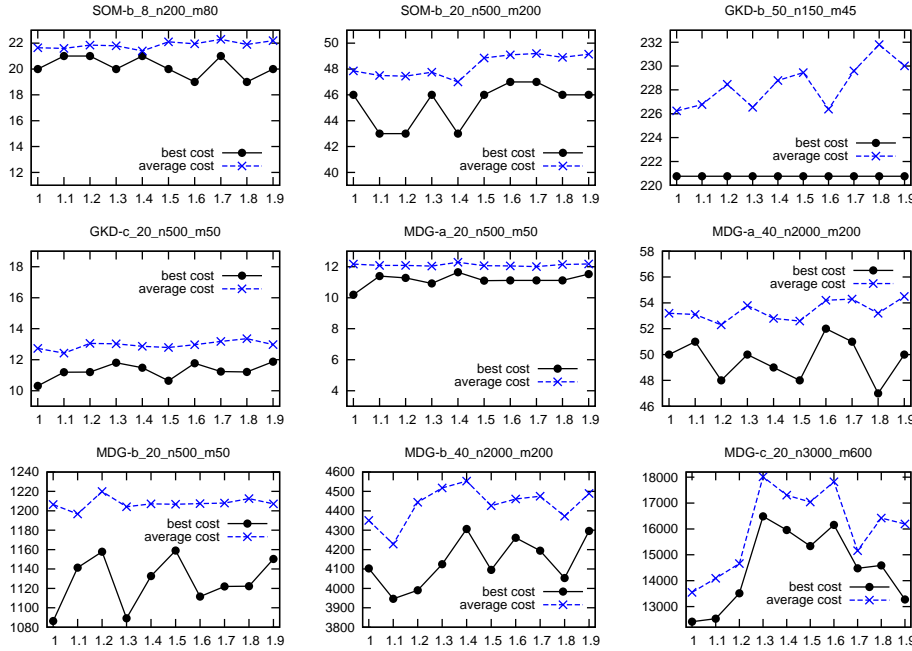 SOM-b_8_n200_m80
22
20
18
16
14
12
best cost
average cost
1 1.1 1.2 1.3 1.4 1.5 1.6 1.7 1.8 1.9
SOM-b_20_n500_m200
50
48
46
44
42
40
best cost
average cost
1 1.1 1.2 1.3 1.4 1.5 1.6 1.7 1.8 1.9
GKD-b_50_n150_m45
232
230
228
226
224
222
220
best cost
average cost
1 1.1 1.2 1.3 1.4 1.5 1.6 1.7 1.8 1.9
GKD-c_20_n500_m50
18
16
14
12
10
best cost
average cost
1 1.1 1.2 1.3 1.4 1.5 1.6 1.7 1.8 1.9
MDG-a_20_n500_m50
12
10
8
6
4
best cost
average cost
1 1.1 1.2 1.3 1.4 1.5 1.6 1.7 1.8 1.9
MDG-a_40_n2000_m200
58
56
54
52
50
48
46
best cost
average cost
1 1.1 1.2 1.3 1.4 1.5 1.6 1.7 1.8 1.9
MDG-b_20_n500_m50
1240
1220
1200
1180
1160
1140
1120
1100
1080
best cost
average cost
1 1.1 1.2 1.3 1.4 1.5 1.6 1.7 1.8 1.9
MDG-b_40_n2000_m200
4600
4500
4400
4300
4200
4100
4000
3900
3800
best cost
average cost
1 1.1 1.2 1.3 1.4 1.5 1.6 1.7 1.8 1.9
MDG-c_20_n3000_m600
18000
17000
16000
15000
14000
13000
best cost
average cost
1 1.1 1.2 1.3 1.4 1.5 1.6 1.7 1.8 1.9